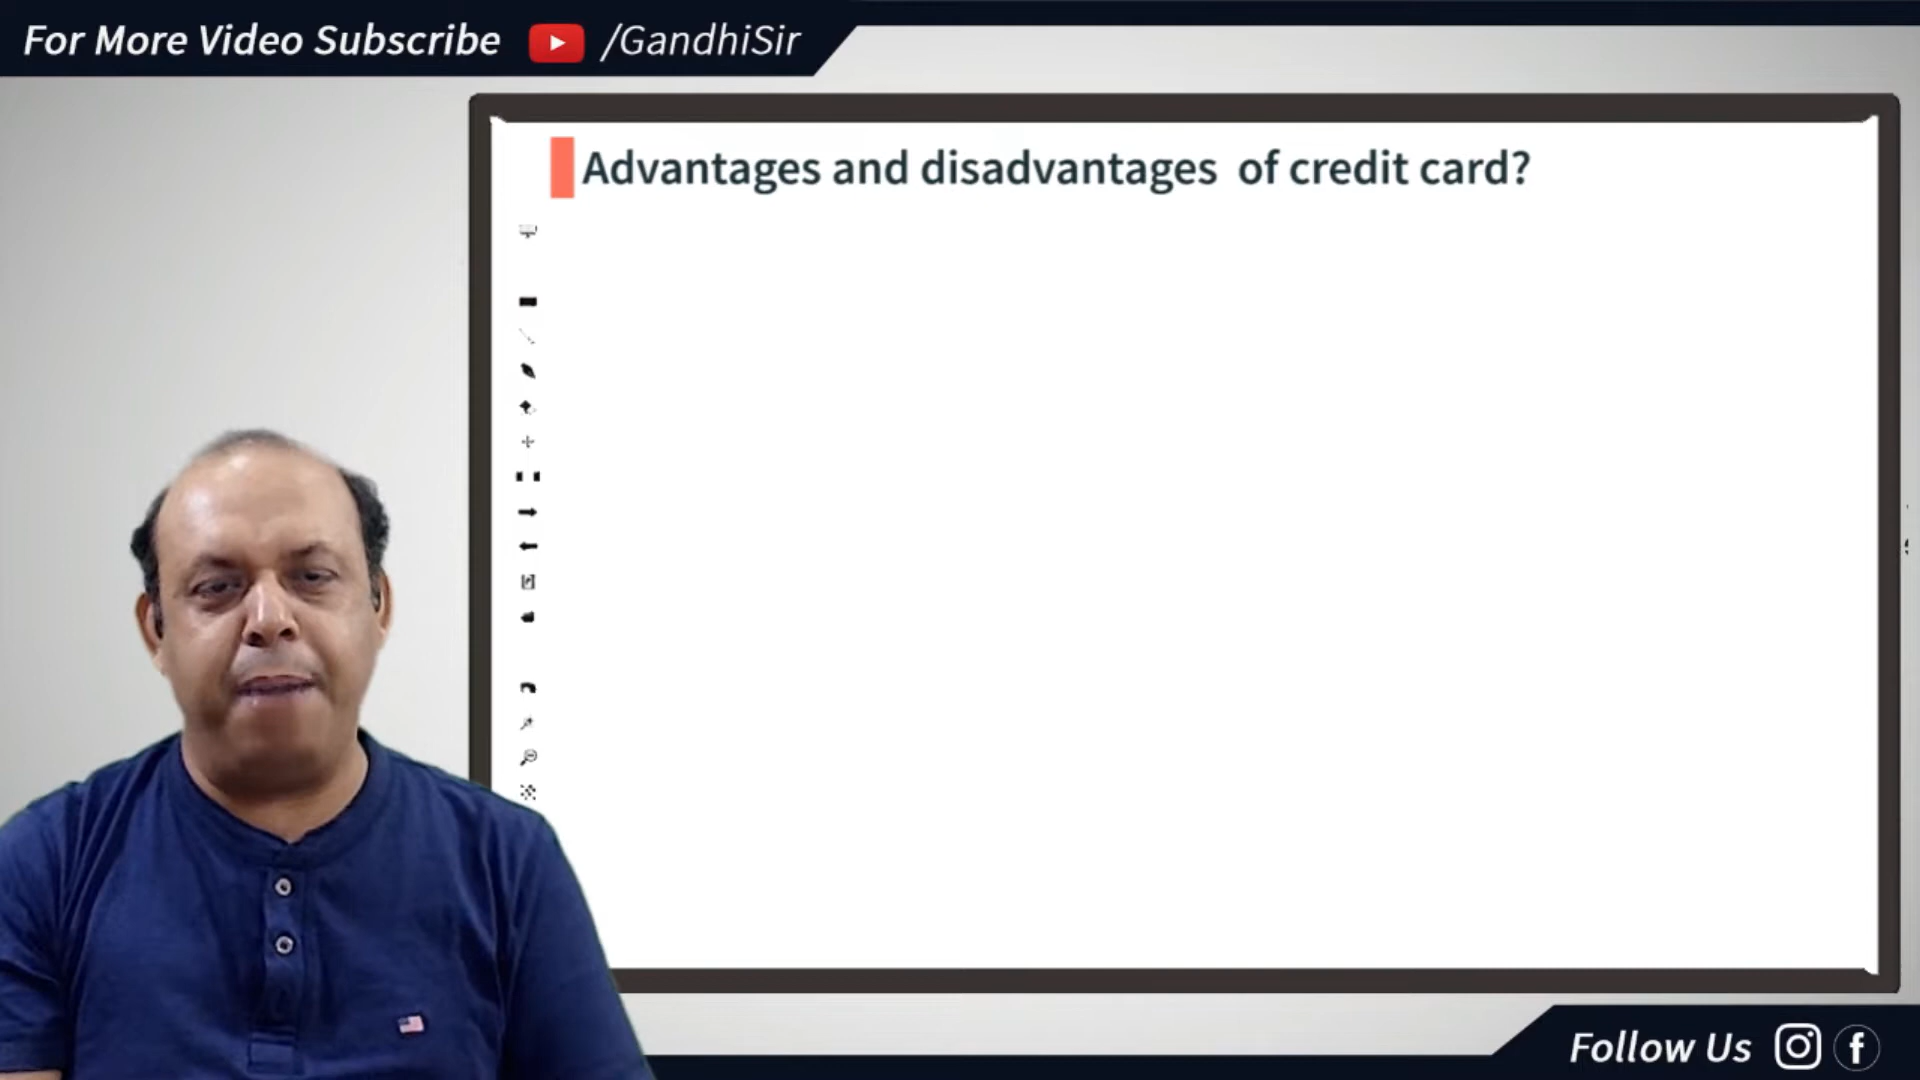 For More Video Subscribe /GandhiSir
Advantages and disadvantages of credit card?
Follow Us